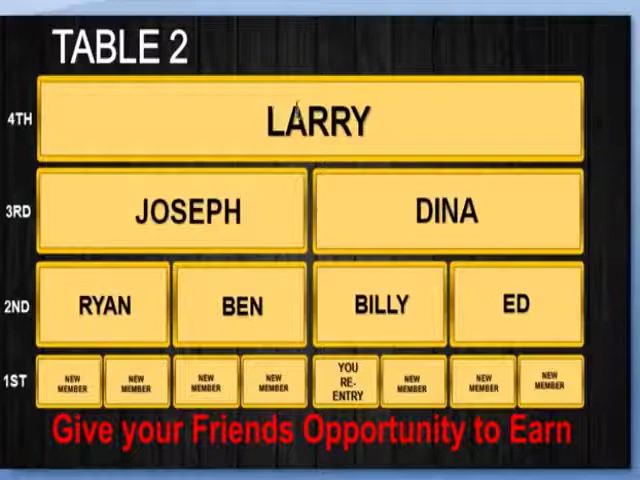 TABLE 2
4TH
LARRY
3RD
JOSEPH
DINA
2ND
RYAN
BEN
BILLY
ED
1ST
NEW
MEMBER
NEW
MEMBER
NEW
MEMBER
NEW
MEMBER
YOU
RE-
ENTRY
NEW
MEMBER
NEW
MEMBER
NEW
MEMBER
Give your Friends Opportunity to Earn